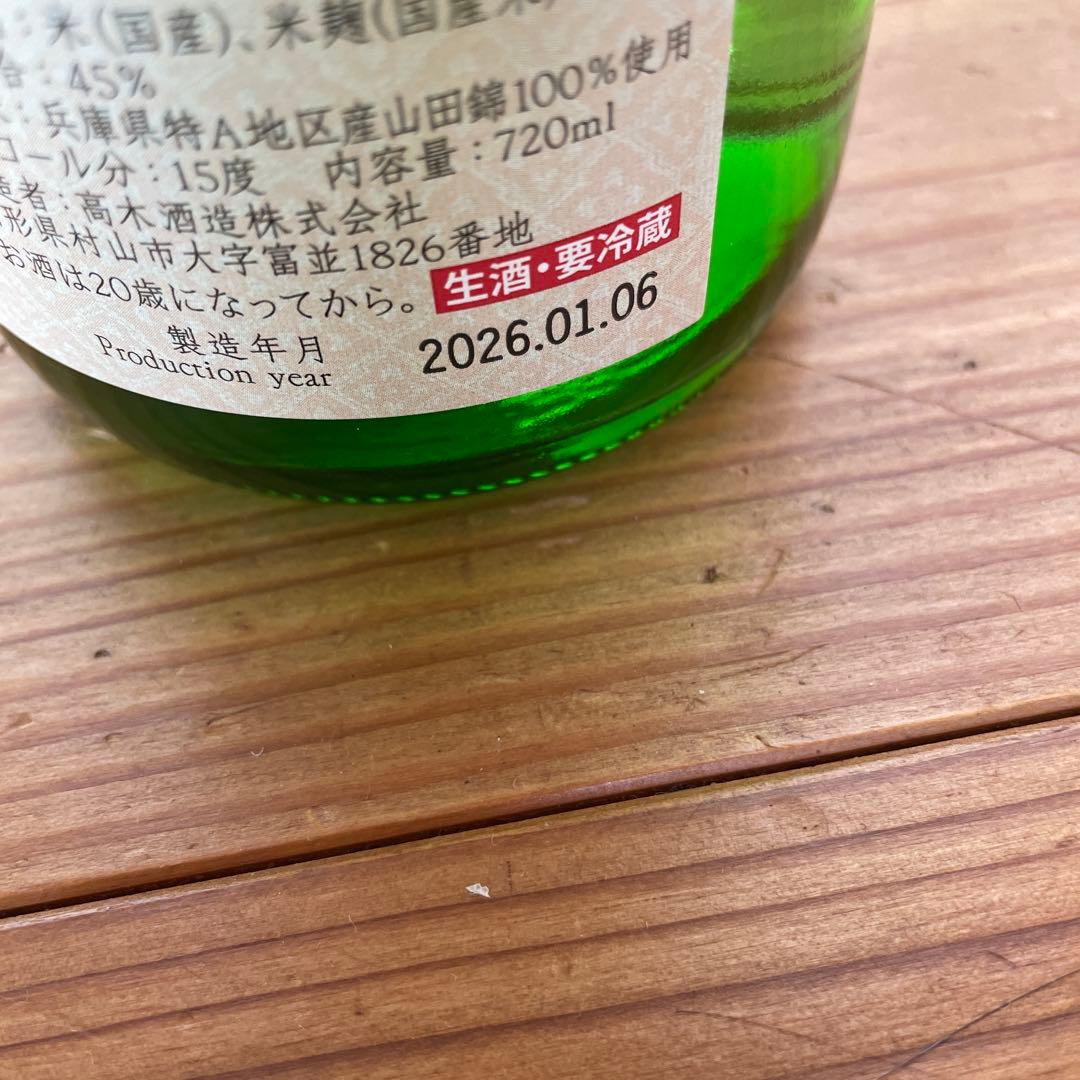 :米(国産)、米麹(国産米
合:45%
:兵庫県特A地区産山田錦100%使用
コール分:15度 内容量:720ml
造者:高木酒造株式会社
形県村山市大字富並1826番地
お酒は20歳になってから。 生酒・要冷蔵
製造年月 2026.01.06
Production year